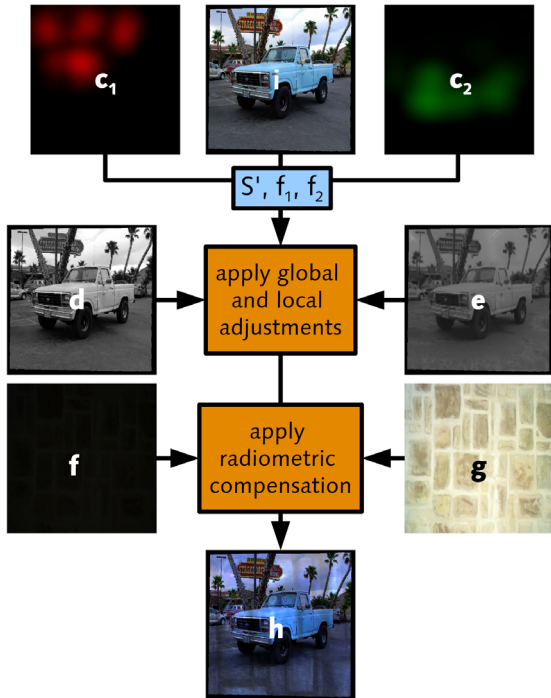 c1
i
c2
S', f1, f2
d
apply global
and local
adjustments
e
f
apply
radiometric
compensation
g
h